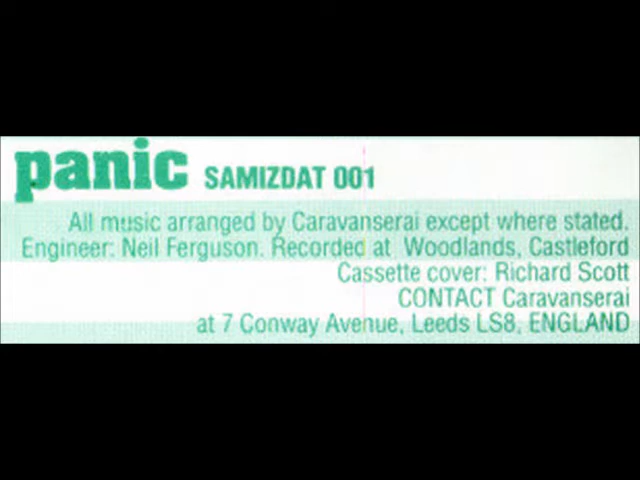 panic SAMIZDAT 001
All music arranged by Caravanserai except where stated.
Engineer: Neil Ferguson. Recorded at Woodlands, Castleford
Cassette cover: Richard Scott
CONTACT Caravanserai
at 7 Conway Avenue, Leeds LS8, ENGLAND